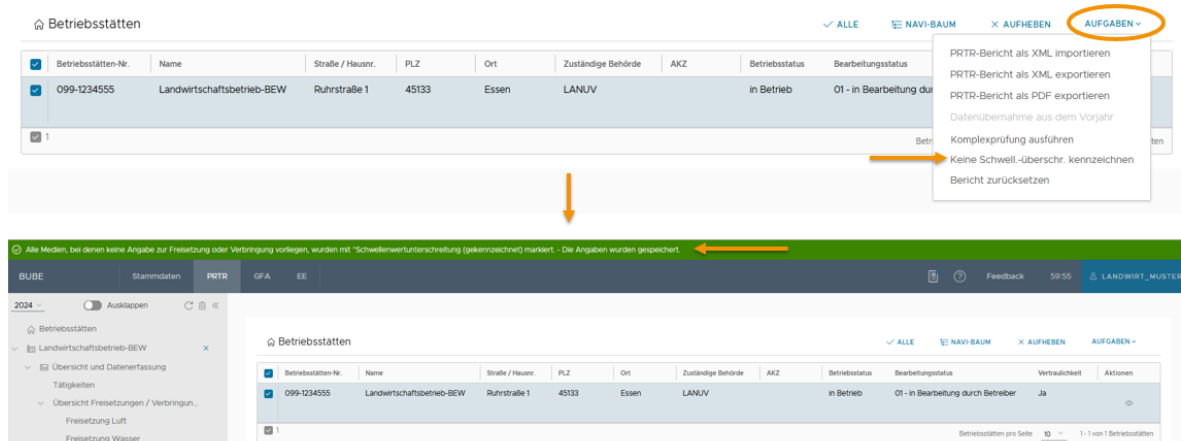 Betriebsstätten
ALLE NAVI-BAUM AUFHEBEN AUFGABEN
Betriebsstätten-Nr. Name Straße / Hausnr. PLZ Ort Zuständige Behörde AKZ Betriebsstatus Bearbeitungsstatus
099-1234555 Landwirtschaftsbetrieb-BEW Ruhrstraße 1 45133 Essen LANUV in Betrieb 01 - in Bearbeitung dur
1
Betr
ten
PRTR-Bericht als XML importieren
PRTR-Bericht als XML exportieren
PRTR-Bericht als PDF exportieren
Datenübernahme aus dem Vorjahr
Komplexprüfung ausführen
Keine Schwell.-überschr. kennzeichnen
Bericht zurücksetzen
Alle Medien, bei denen keine Angabe zur Freisetzung oder Verbringung vorliegen, wurden mit "Schwellenwertunterschreitung (gekennzeichnet) markiert. - Die Angaben wurden gespeichert.
BUBE Stammdaten PRTR GFA EE Feedback 59:55 LANDWIRT_MUSTER
2024 Ausklappen
Betriebsstätten
Landwirtschaftsbetrieb-BEW
Übersicht und Datenerfassung
Tätigkeiten
Übersicht Freisetzungen / Verbringun...
Freisetzung Luft
Freisetzung Wasser
Betriebsstätten
ALLE NAVI-BAUM AUFHEBEN AUFGABEN
Betriebsstätten-Nr. Name Straße / Hausnr. PLZ Ort Zuständige Behörde AKZ Betriebsstatus Bearbeitungsstatus Vertraulichkeit Aktionen
099-1234555 Landwirtschaftsbetrieb-BEW Ruhrstraße 1 45133 Essen LANUV in Betrieb 01 - in Bearbeitung durch Betreiber Ja
1
Betriebsstätten pro Seite 10 1 - 1 von 1 Betriebsstätten